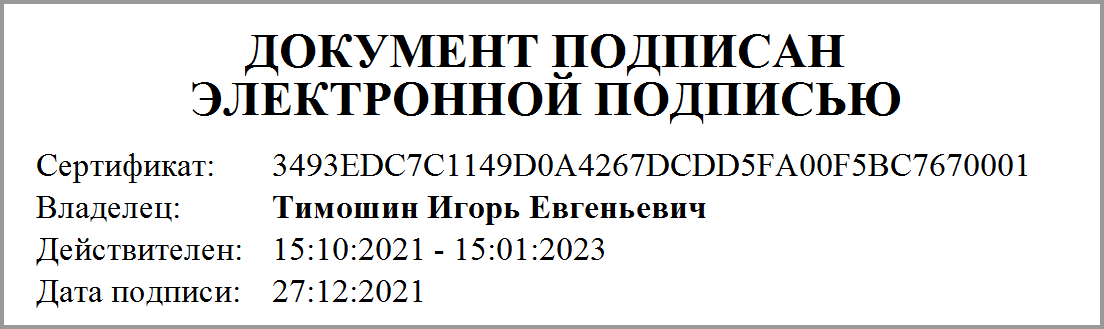 ДОКУМЕНТ ПОДПИСАН
ЭЛЕКТРОННОЙ ПОДПИСЬЮ
Сертификат: 3493EDC7C1149D0A4267DCDD5FA00F5BC7670001
Владелец: Тимошин Игорь Евгеньевич
Действителен: 15:10:2021 - 15:01:2023
Дата подписи: 27:12:2021